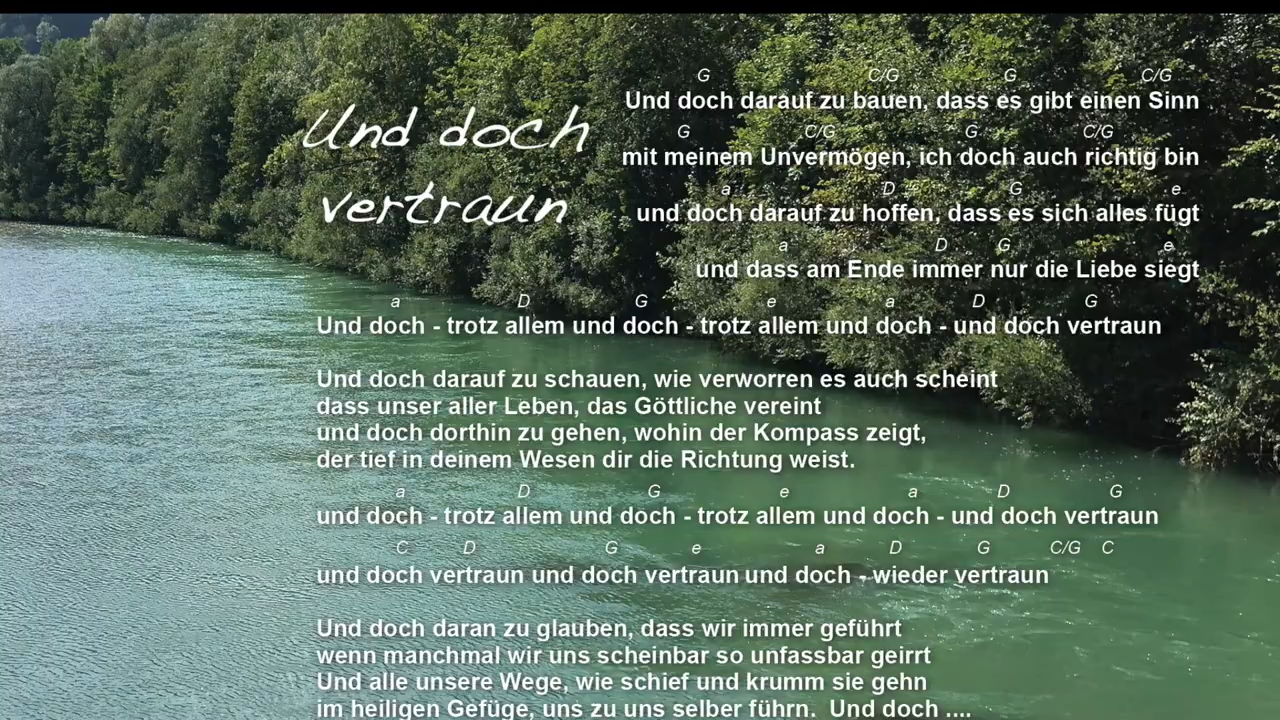 Und doch
vertraun
G C/G G C/G
Und doch darauf zu bauen, dass es gibt einen Sinn
G C/G G C/G
mit meinem Unvermögen, ich doch auch richtig bin
a D G e
und doch darauf zu hoffen, dass es sich alles fügt
a D G e
und dass am Ende immer nur die Liebe siegt
a D G e a D G
Und doch - trotz allem und doch - trotz allem und doch - und doch vertraun
Und doch darauf zu schauen, wie verworren es auch scheint
dass unser aller Leben, das Göttliche vereint
und doch dorthin zu gehen, wohin der Kompass zeigt,
der tief in deinem Wesen dir die Richtung weist.
a D G e a D G
und doch - trotz allem und doch - trotz allem und doch - und doch vertraun
C D G e a D G C/G C
und doch vertraun und doch vertraun und doch - wieder vertraun
Und doch daran zu glauben, dass wir immer geführt
wenn manchmal wir uns scheinbar so unfassbar geirrt
Und alle unsere Wege, wie schief und krumm sie gehn
im heiligen Gefüge, uns zu uns selber führn. Und doch ....